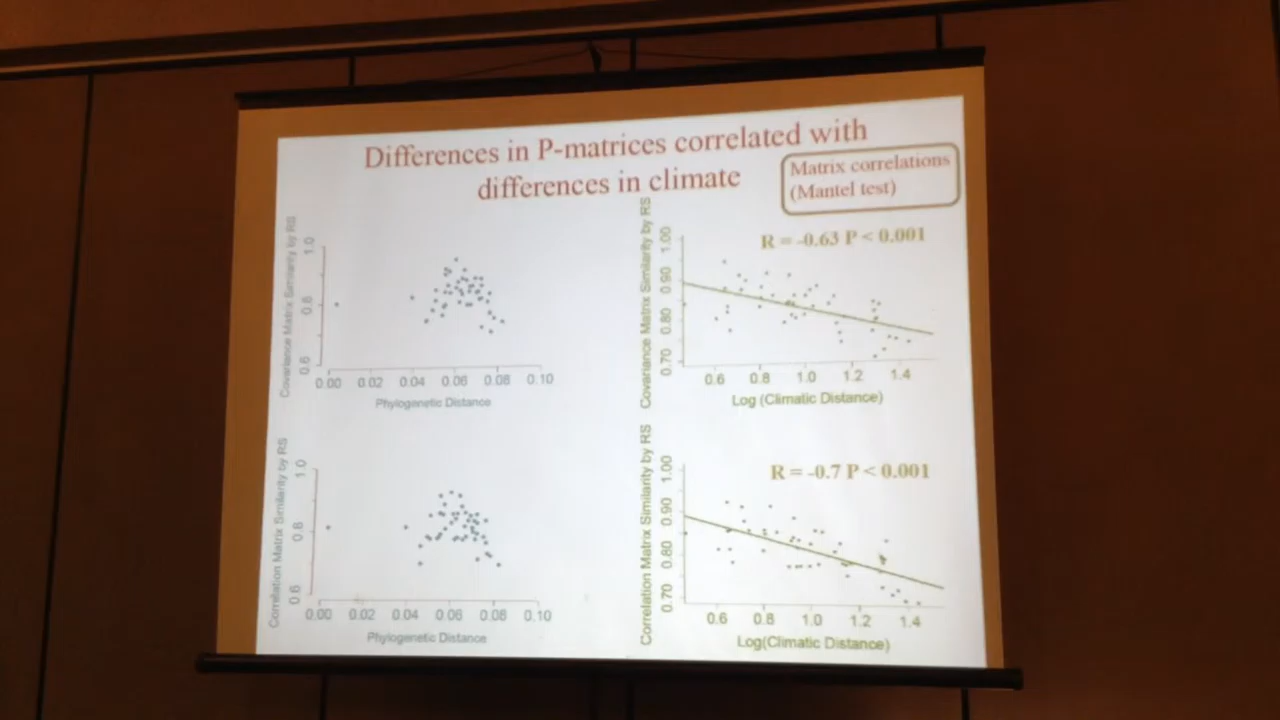 Differences in P-matrices correlated with
differences in climate
Matrix correlations
(Mantel test)
Covariance Matrix Similarity by RS
1.0
0.8
0.6
0.00 0.02 0.04 0.06 0.08 0.10
Phylogenetic Distance
Covariance Matrix Similarity by RS
R = -0.63 P < 0.001
1.00
0.90
0.80
0.70
0.6 0.8 1.0 1.2 1.4
Log (Climatic Distance)
Correlation Matrix Similarity by RS
1.0
0.8
0.6
0.00 0.02 0.04 0.06 0.08 0.10
Phylogenetic Distance
Correlation Matrix Similarity by RS
R = -0.7 P < 0.001
1.00
0.90
0.80
0.70
0.6 0.8 1.0 1.2 1.4
Log(Climatic Distance)